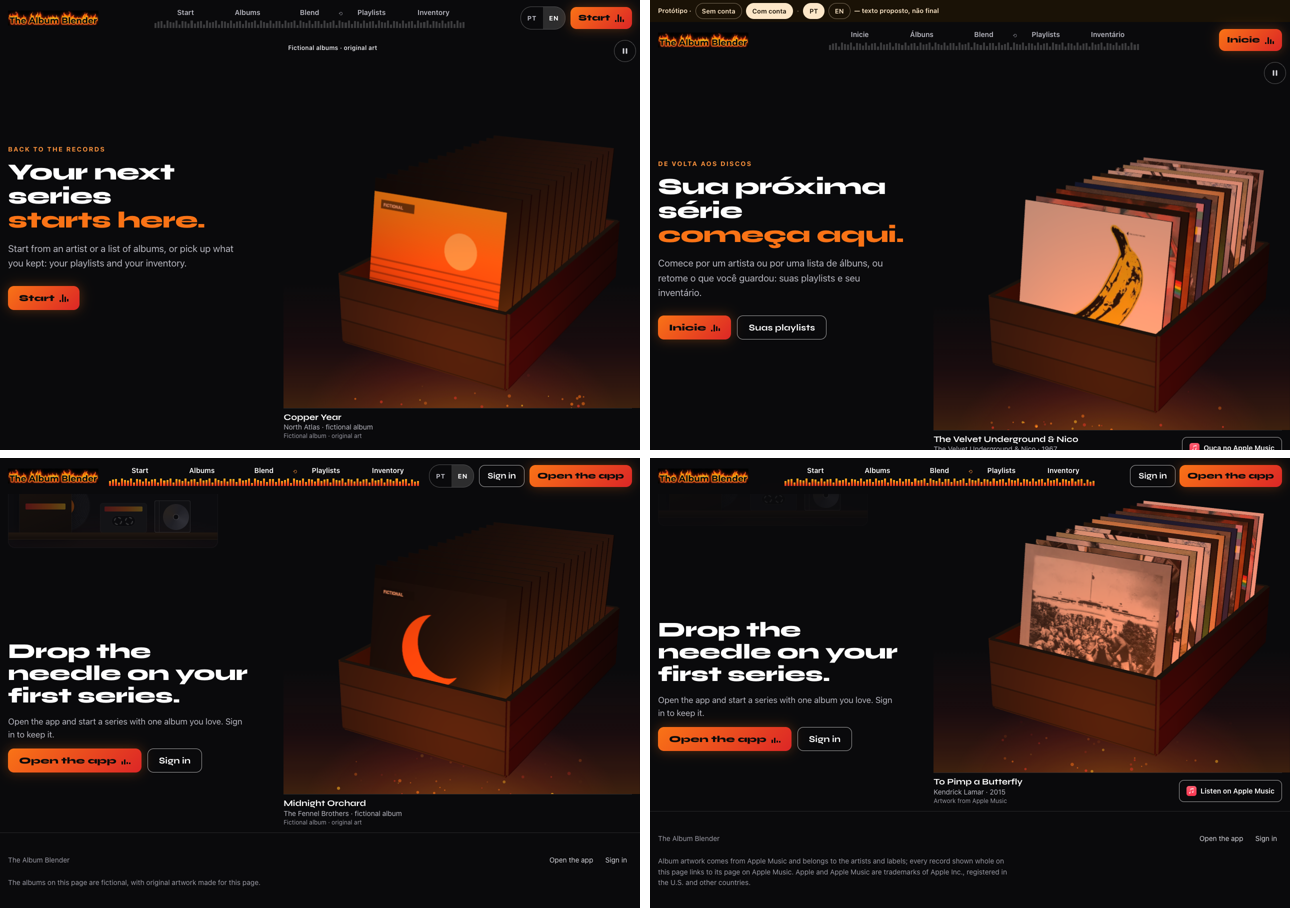 The Album Blender
Start Albums Blend Playlists Inventory
PT EN
Start
Fictional albums · original art
BACK TO THE RECORDS
Your next
series
starts here.
Start from an artist or a list of albums, or pick up what
you kept: your playlists and your inventory.
Start
FICTIONAL
Copper Year
North Atlas · fictional album
Fictional album · original art
Protótipo · Sem conta Com conta PT EN — texto proposto, não final
The Album Blender
Inicie Álbuns Blend Playlists Inventário
Inicie
DE VOLTA AOS DISCOS
Sua próxima
série
começa aqui.
Comece por um artista ou por uma lista de álbuns, ou
retome o que você guardou: suas playlists e seu
inventário.
Inicie Suas playlists
The Velvet Underground & Nico
The Velvet Underground & Nico · 1967
Ouça no Apple Music
The Album Blender
Start Albums Blend Playlists Inventory
PT EN
Sign in
Open the app
Drop the
needle on your
first series.
Open the app and start a series with one album you love. Sign
in to keep it.
Open the app Sign in
FICTIONAL
Midnight Orchard
The Fennel Brothers · fictional album
Fictional album · original art
The Album Blender
Open the app Sign in
The albums on this page are fictional, with original artwork made for this page.
The Album Blender
Start Albums Blend Playlists Inventory
Sign in
Open the app
Drop the
needle on your
first series.
Open the app and start a series with one album you love. Sign
in to keep it.
Open the app Sign in
To Pimp a Butterfly
Kendrick Lamar · 2015
Artwork from Apple Music
Listen on Apple Music
The Album Blender
Open the app Sign in
Album artwork comes from Apple Music and belongs to the artists and labels; every record shown whole on
this page links to its page on Apple Music. Apple and Apple Music are trademarks of Apple Inc., registered in
the U.S. and other countries.